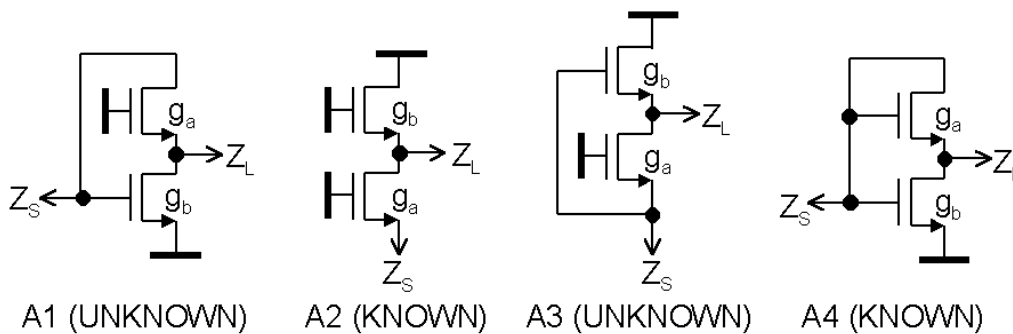 g_b
g_b
g_a
Z_L
g_a
Z_L
Z_L
g_a
Z_S
g_b
g_a
Z_S
g_b
Z_S
Z_S
A1 (UNKNOWN) A2 (KNOWN) A3 (UNKNOWN) A4 (KNOWN)